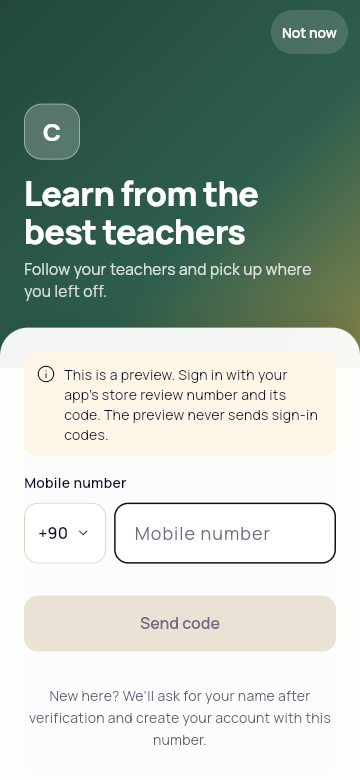 Not now
C
Learn from the
best teachers
Follow your teachers and pick up where
you left off.
This is a preview. Sign in with your
app's store review number and its
code. The preview never sends sign-in
codes.
Mobile number
+90
Mobile number
Send code
New here? We'll ask for your name after
verification and create your account with this
number.